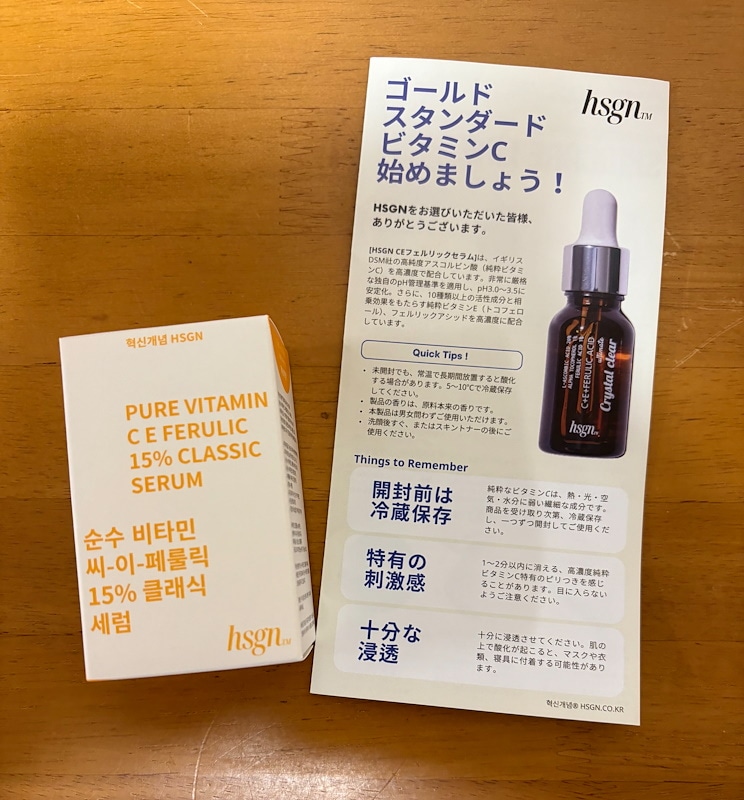 혁신개념 HSGN
PURE VITAMIN
C E FERULIC
15% CLASSIC
SERUM
순수 비타민
씨-이-페룰릭
15% 클래식
세럼
hsgn TM
ゴールド
スタンダード
ビタミンC
始めましょう！
hsgn TM
HSGNをお選びいただいた皆様、
ありがとうございます。
[HSGN CEフェルリックセラム]は、イギリス
DSM社の高純度アスコルビン酸（純粋ビタミ
ンC）を高濃度で配合しています。非常に厳格
な独自のpH管理基準を適用し、pH3.0〜3.5に
安定化。さらに、10種類以上の活性成分と相
乗効果をもたらす純粋ビタミンE（トコフェロ
ール）、フェルリックアシッドを高濃度に配合
しています。
Quick Tips !
• 未開封でも、常温で長期間放置すると酸化
する場合があります。5〜10℃で冷蔵保存
してください。
• 製品の香りは、原料本来の香りです。
• 本製品は男女問わずご使用いただけます。
• 洗顔後すぐ、またはスキントナーの後にご
使用ください。
C+E+FERULIC ACID
Crystal clear
hsgn
Things to Remember
開封前は
冷蔵保存
純粋なビタミンCは、熱・光・空
気・水分に弱い繊細な成分です。
商品を受け取り次第、冷蔵保存
し、一つずつ開封してご使用くだ
さい。
特有の
刺激感
1〜2分以内に消える、高濃度純粋
ビタミンC特有のピリつきを感じ
ることがあります。目に入らない
ようご注意ください。
十分な
浸透
十分に浸透させてください。肌の
上で酸化が起こると、マスクや衣
類、寝具に付着する可能性があり
ます。
혁신개념® HSGN.CO.KR